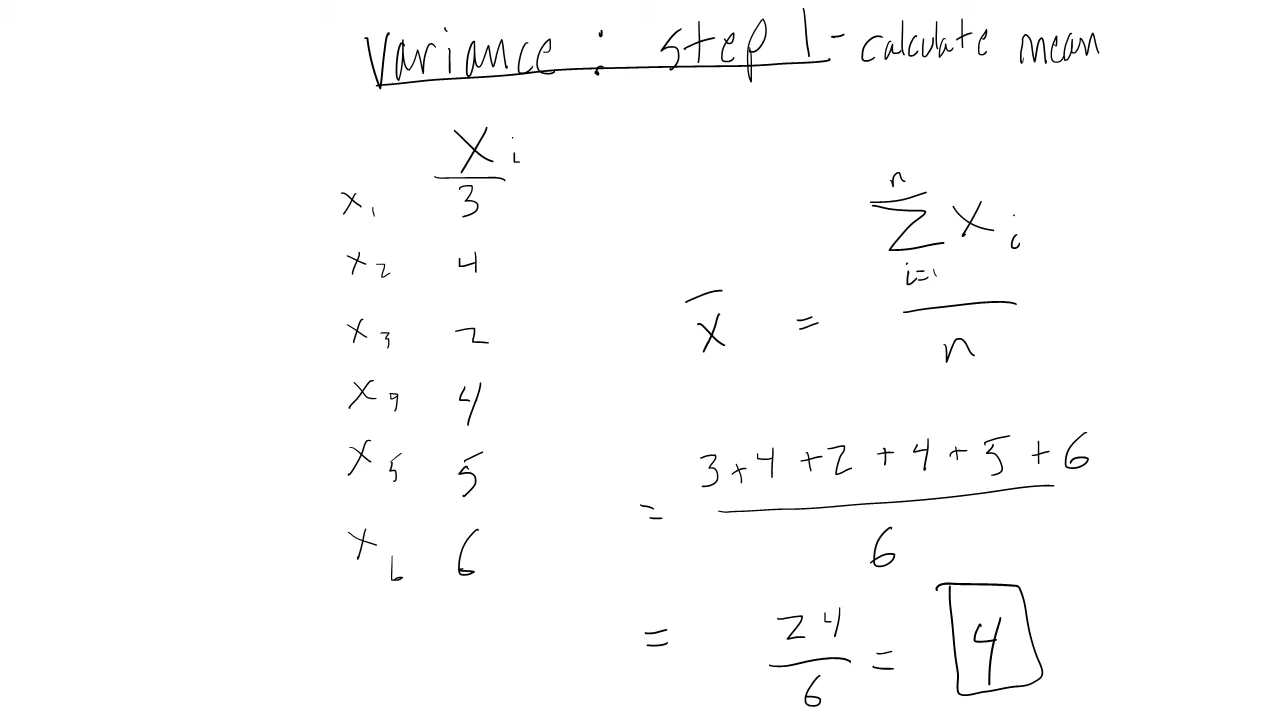 Variance: step 1 - calculate mean
Xi
x1 3
x2 4
x3 2
x4 4
x5 5
x6 6
n
Σ xi
i=1
x̄ = ―
n
= 3+4+2+4+5+6
6
= 24/6 = 4